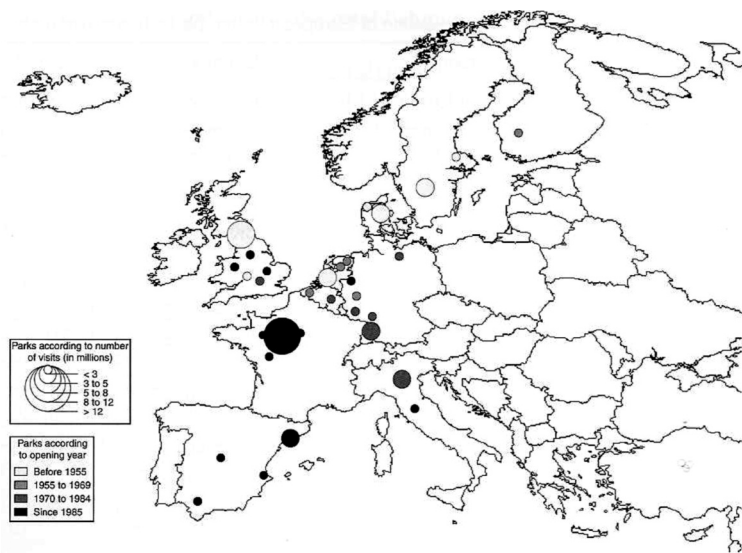 Parks according to number
of visits (in millions)
< 3
3 to 5
5 to 8
8 to 12
> 12
Parks according
to opening year
Before 1955
1955 to 1969
1970 to 1984
Since 1985